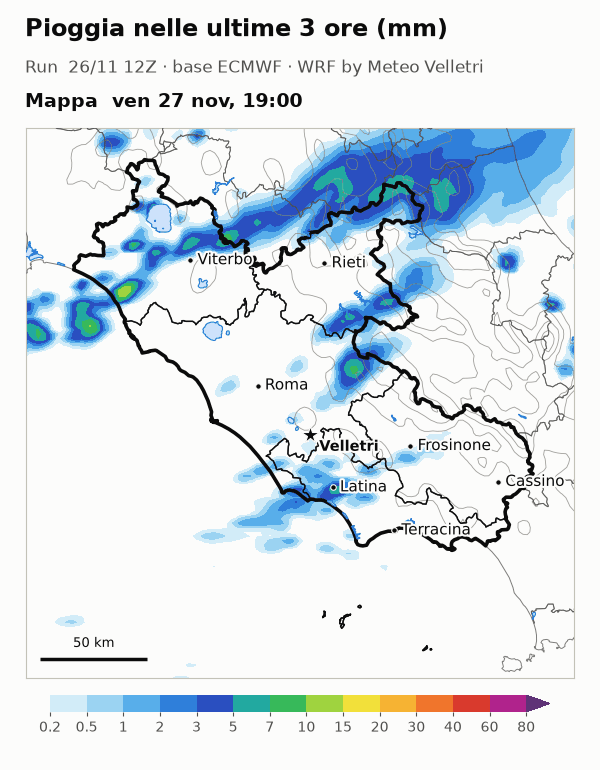 Pioggia nelle ultime 3 ore (mm)
Run 26/11 12Z · base ECMWF · WRF by Meteo Velletri
Mappa ven 27 nov, 19:00
Viterbo
Rieti
Roma
Velletri
Frosinone
Latina
Cassino
Terracina
50 km
0.2 0.5 1 2 3 5 7 10 15 20 30 40 60 80